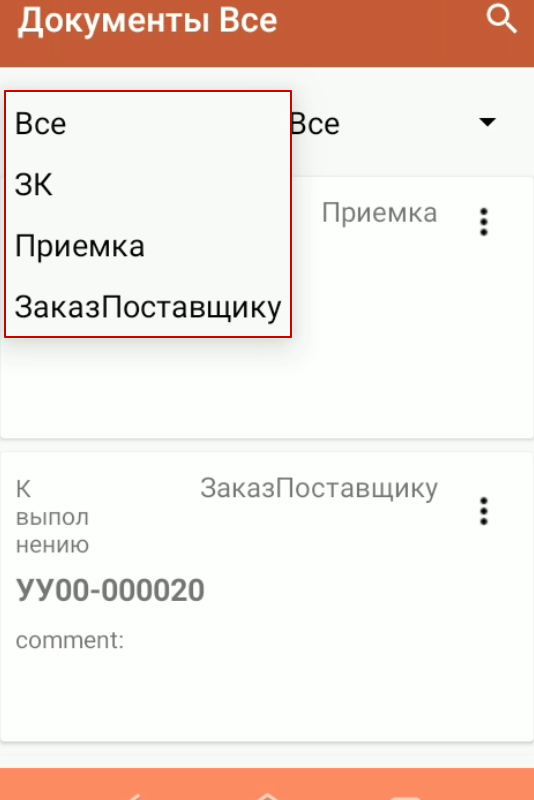 Документы Все
Все
Все
ЗК
Приемка
Приемка
ЗаказПоставщику
К
выпол
нению
ЗаказПоставщику
УУ00-000020
comment: